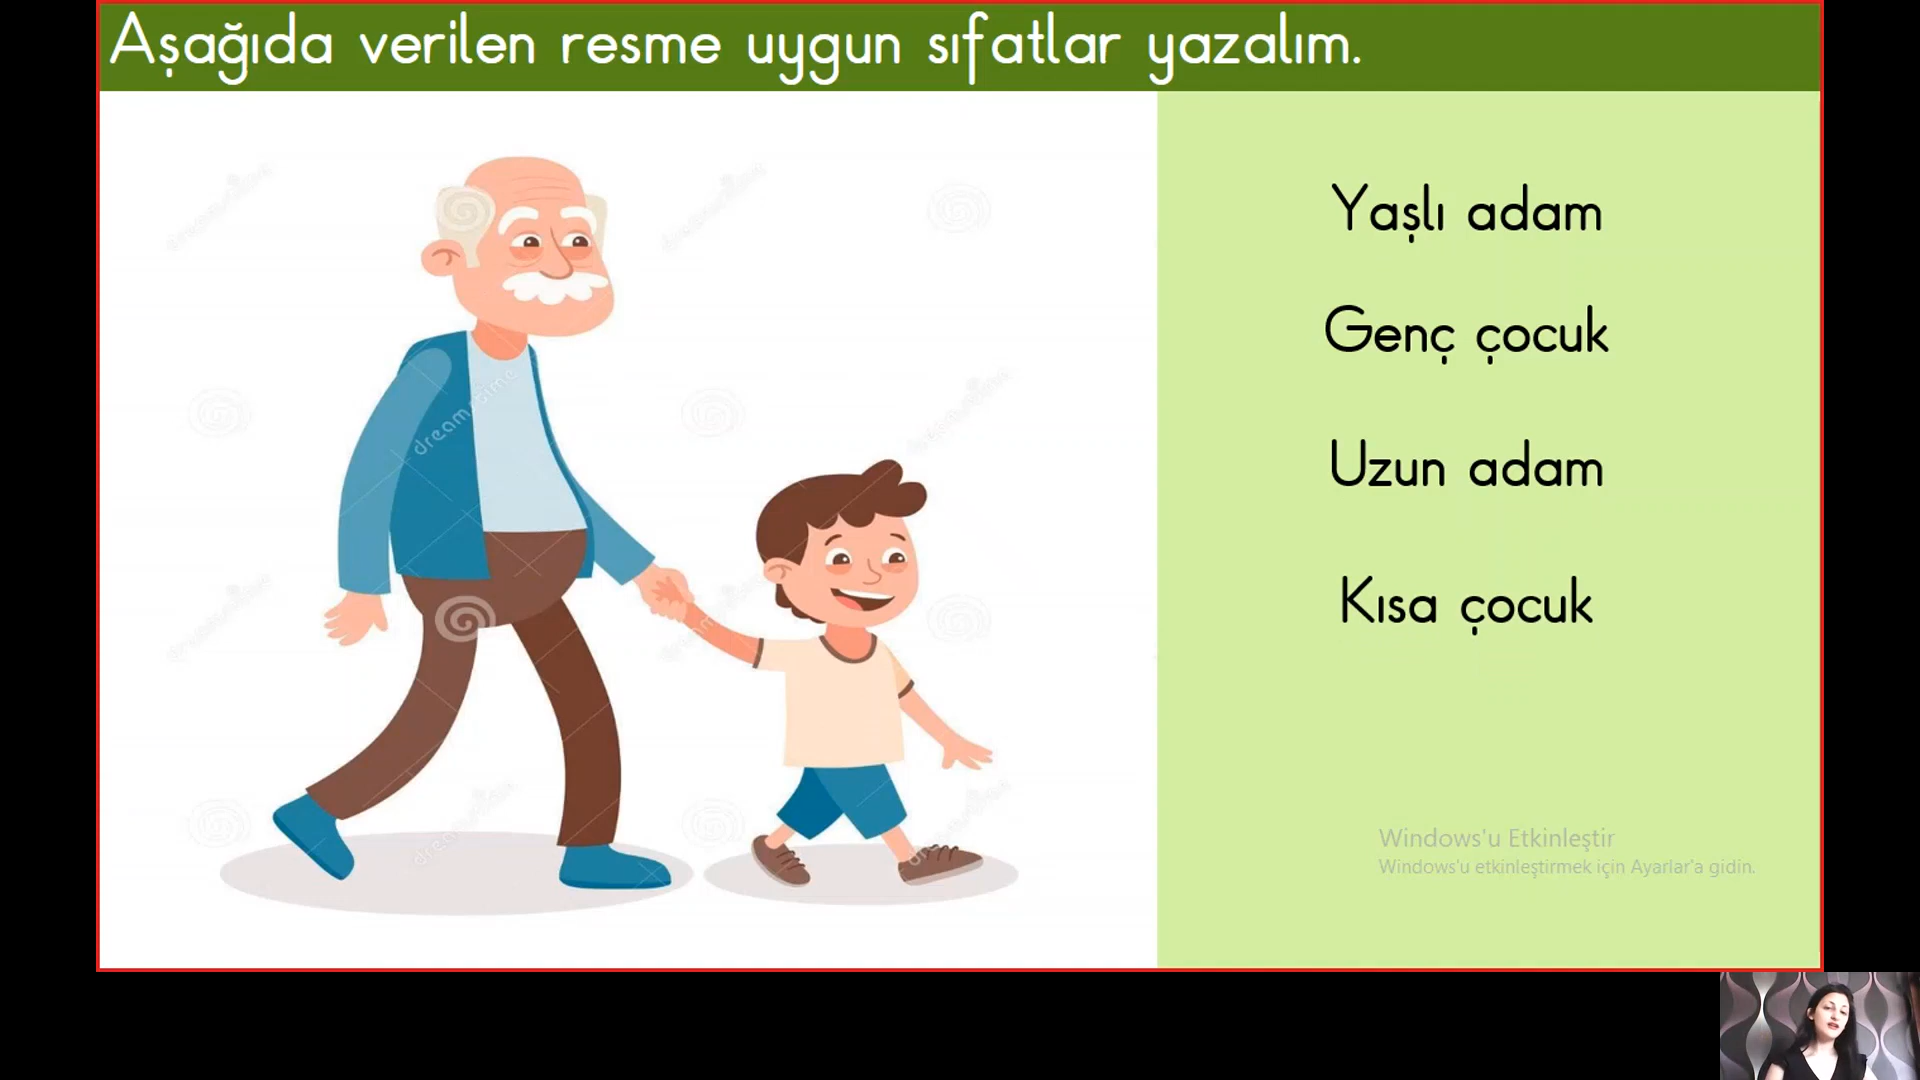 Aşağıda verilen resme uygun sıfatlar yazalım.
Yaşlı adam
Genç çocuk
Uzun adam
Kısa çocuk
Windows'u Etkinleştir
Windows'u etkinleştirmek için Ayarlar'a gidin.
dreamstime